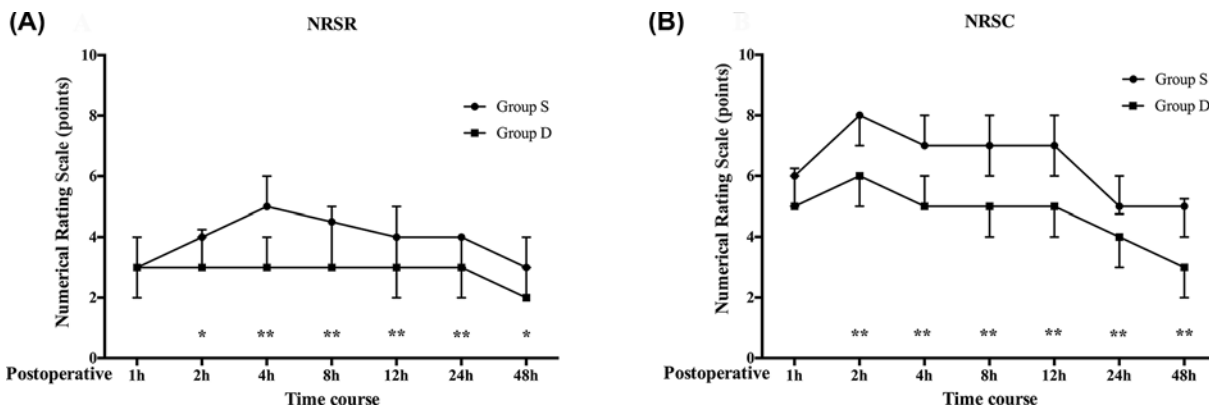 (A)
A
NRSR
Numerical Rating Scale (points)
10
8
6
4
2
0
Group S
Group D
* ** ** ** ** *
Postoperative 1h 2h 4h 8h 12h 24h 48h
Time course
(B)
B
NRSC
Numerical Rating Scale (points)
10
8
6
4
2
0
Group S
Group D
** ** ** ** ** **
Postoperative 1h 2h 4h 8h 12h 24h 48h
Time course